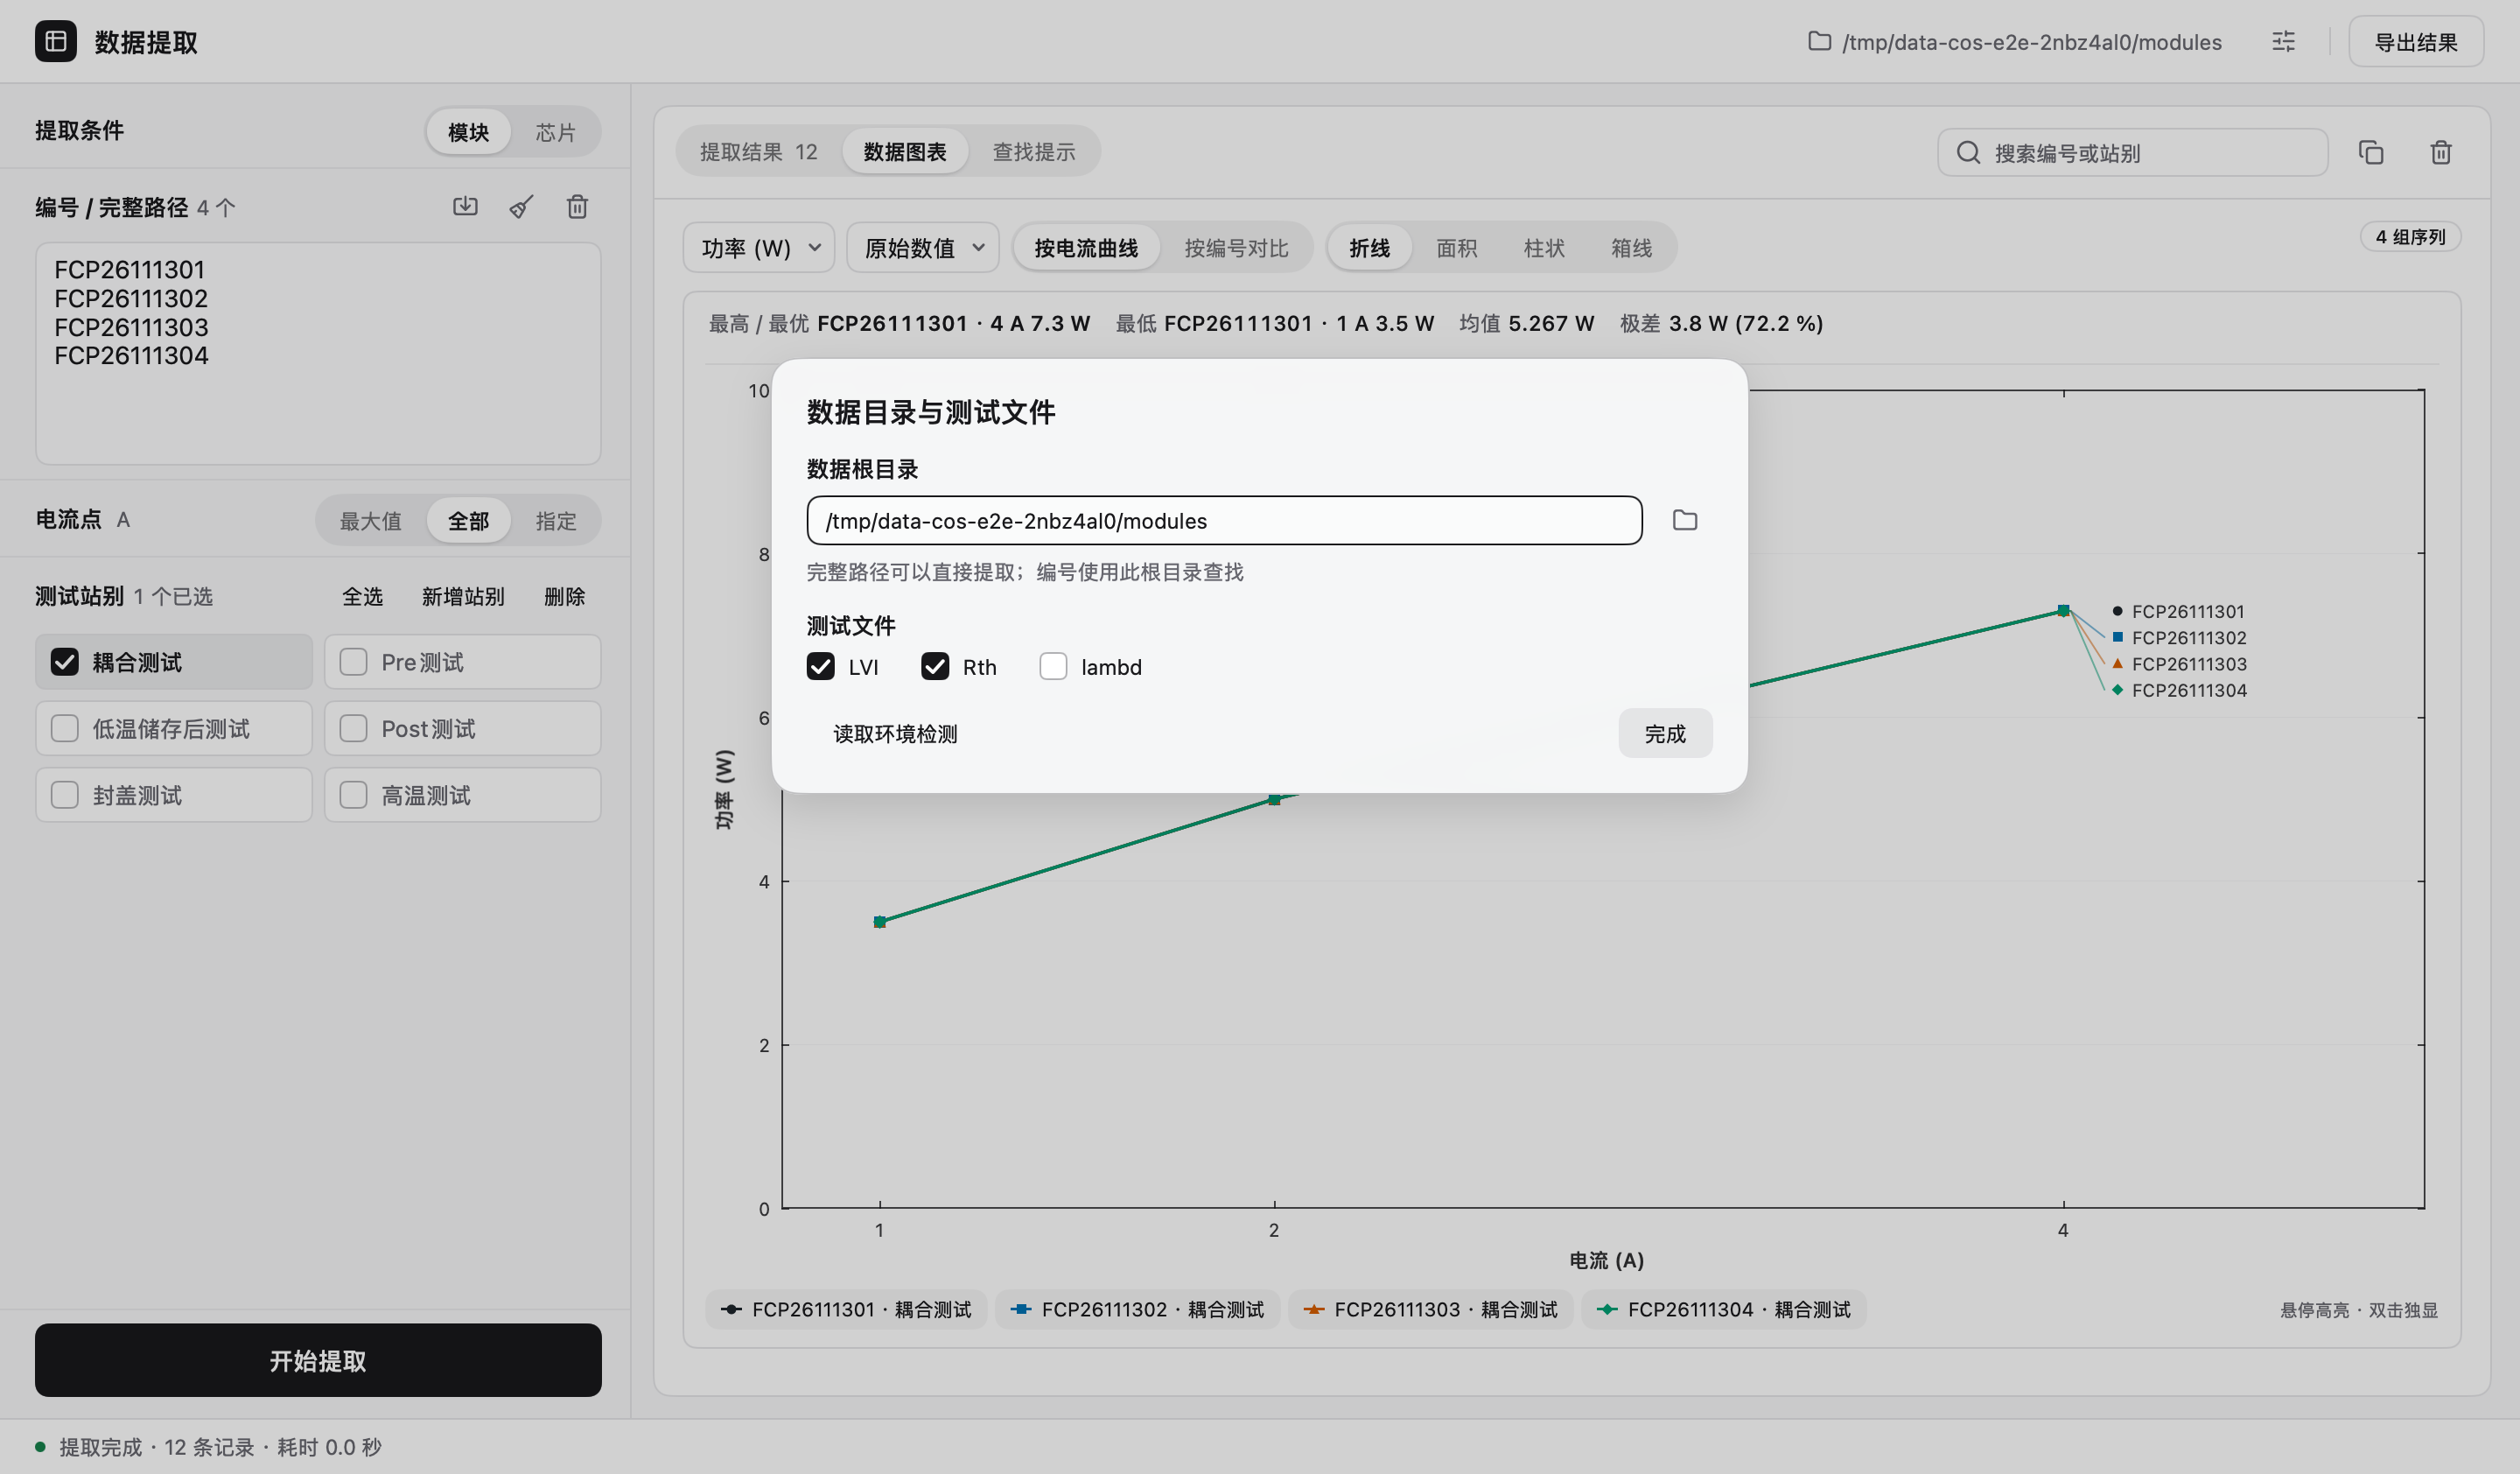 数据提取
/tmp/data-cos-e2e-2nbz4al0/modules
导出结果
提取条件
模块 芯片
编号 / 完整路径 4 个
FCP26111301
FCP26111302
FCP26111303
FCP26111304
电流点 A
最大值 全部 指定
测试站别 1 个已选
全选 新增站别 删除
耦合测试 Pre测试
低温储存后测试 Post测试
封盖测试 高温测试
开始提取
提取完成 · 12 条记录 · 耗时 0.0 秒
提取结果 12 数据图表 查找提示
搜索编号或站别
功率 (W) 原始数值 按电流曲线 按编号对比 折线 面积 柱状 箱线
4 组序列
最高 / 最优 FCP26111301 · 4 A 7.3 W 最低 FCP26111301 · 1 A 3.5 W 均值 5.267 W 极差 3.8 W (72.2 %)
数据目录与测试文件
数据根目录
/tmp/data-cos-e2e-2nbz4al0/modules
完整路径可以直接提取；编号使用此根目录查找
测试文件
LVI Rth lambd
读取环境检测 完成
10
8
6
4
2
0
功率 (W)
FCP26111301
FCP26111302
FCP26111303
FCP26111304
1 2 4
电流 (A)
FCP26111301 · 耦合测试 FCP26111302 · 耦合测试 FCP26111303 · 耦合测试 FCP26111304 · 耦合测试
悬停高亮 · 双击独显